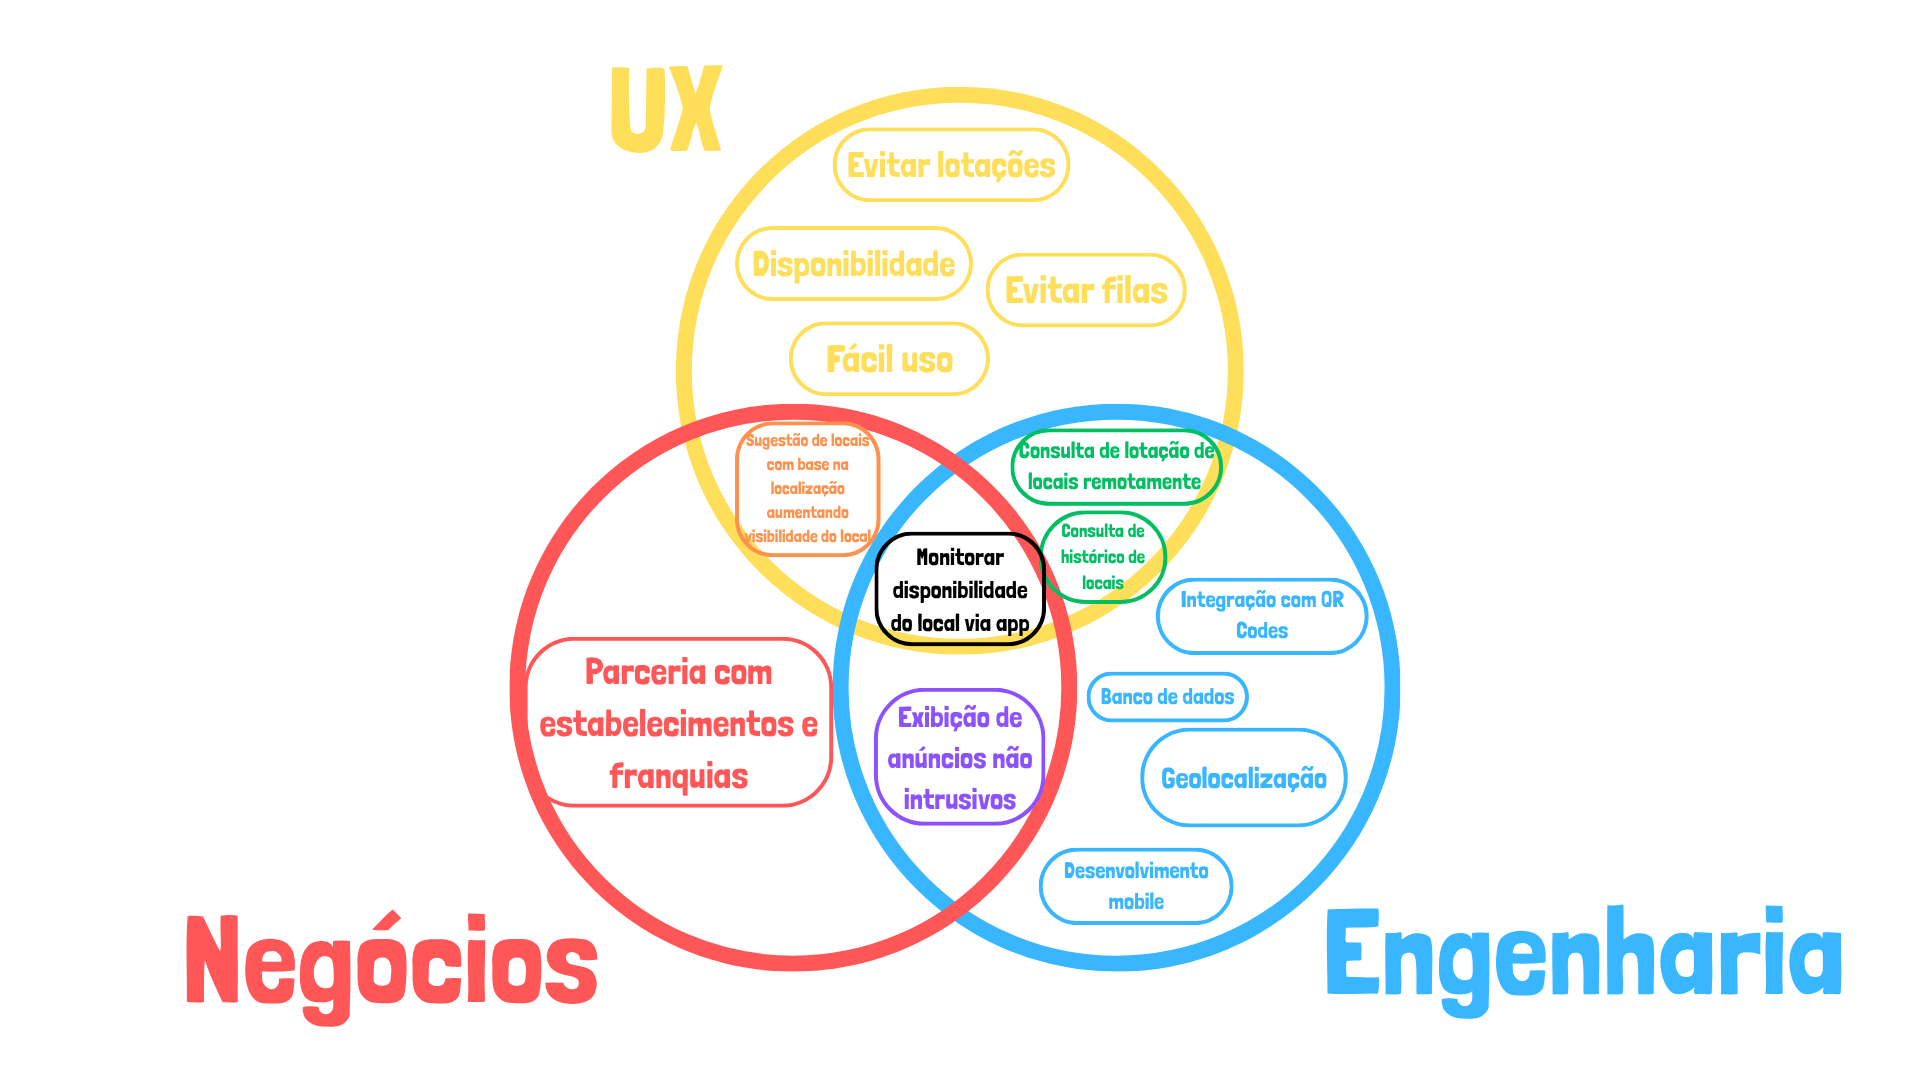 UX
Evitar lotações
Disponibilidade
Evitar filas
Fácil uso
Sugestão de locais
com base na
localização
aumentando
visibilidade do local
Consulta de lotação de
locais remotamente
Consulta de
histórico de
locais
Monitorar
disponibilidade
do local via app
Integração com QR
Codes
Parceria com
estabelecimentos e
franquias
Banco de dados
Exibição de
anúncios não
intrusivos
Geolocalização
Desenvolvimento
mobile
Negócios
Engenharia